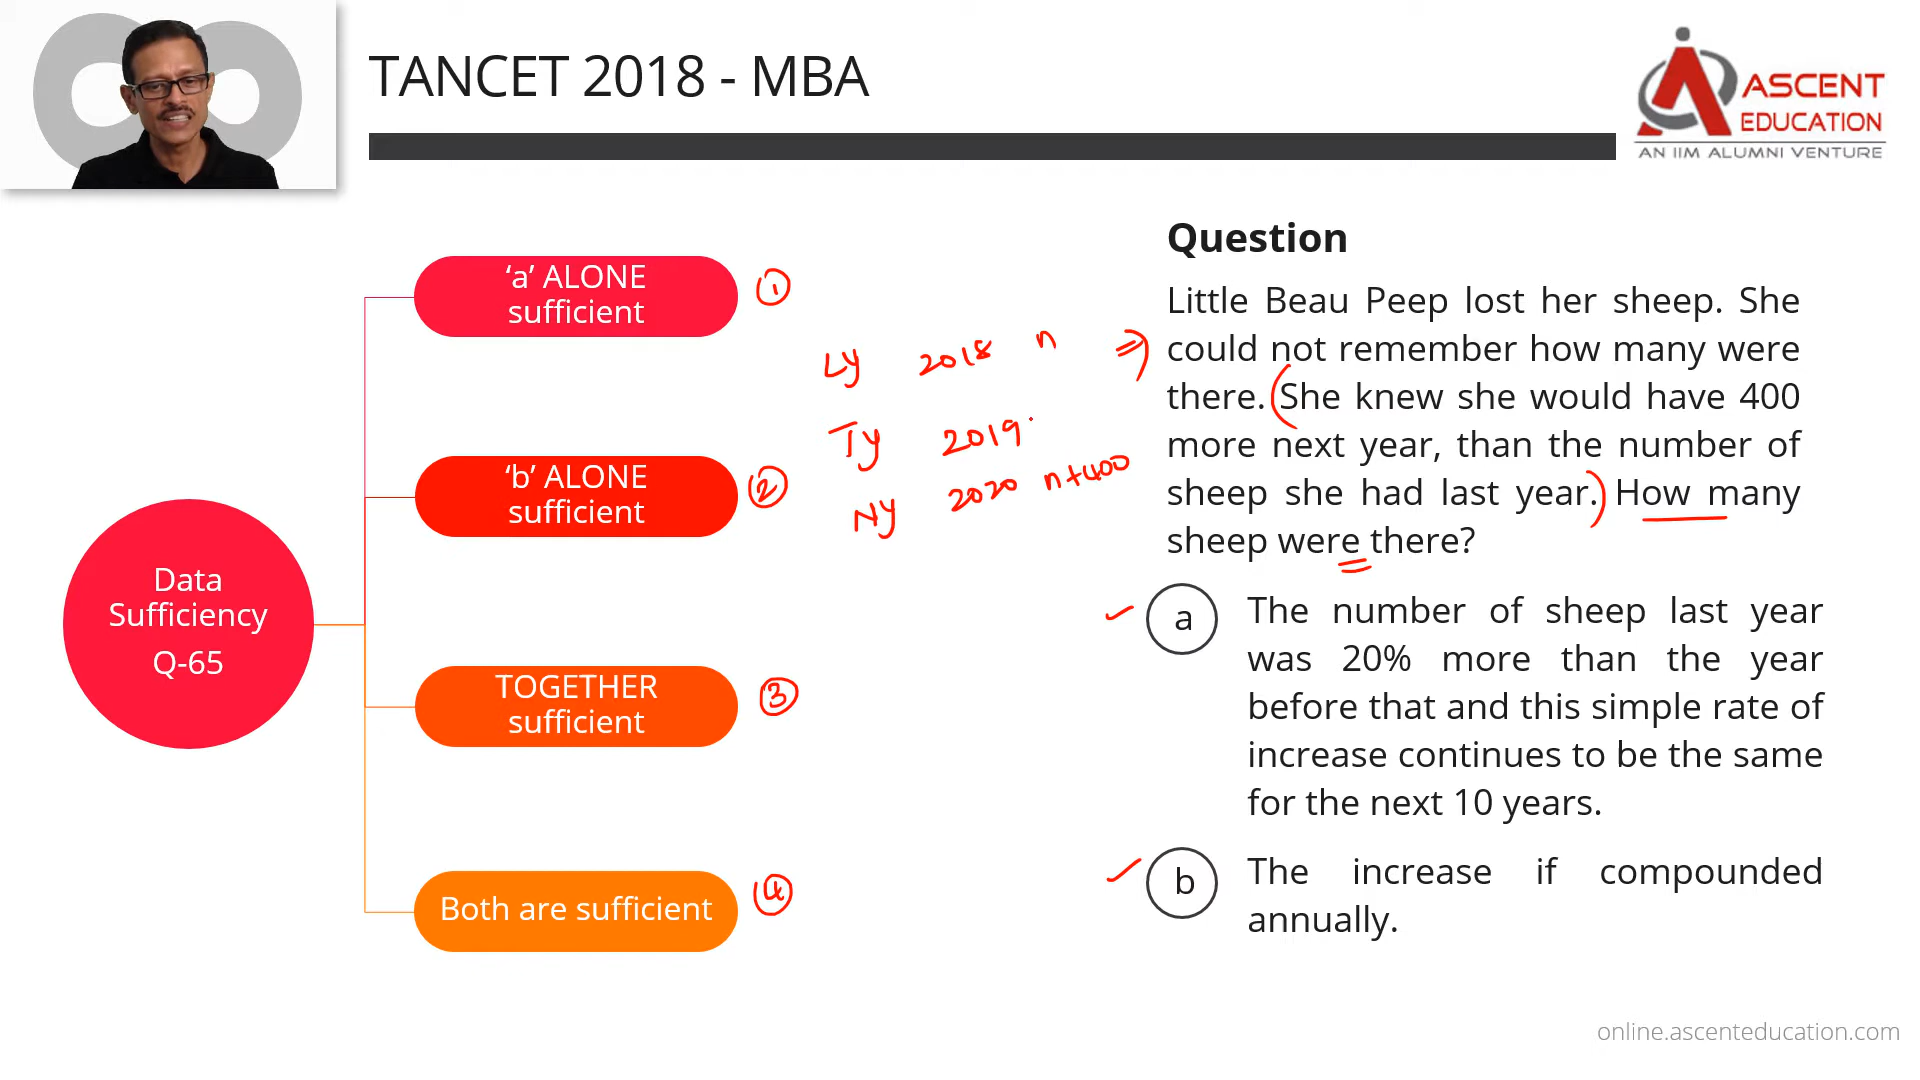 TANCET 2018 - MBA
ASCENT
EDUCATION
AN IIM ALUMNI VENTURE
Data
Sufficiency
Q-65
‘a’ ALONE
sufficient
1
‘b’ ALONE
sufficient
2
TOGETHER
sufficient
3
Both are sufficient
4
Ly 2018 n ⇒
Ty 2019
Ny 2020 n+400
Question
Little Beau Peep lost her sheep. She
could not remember how many were
there. She knew she would have 400
more next year, than the number of
sheep she had last year. How many
sheep were there?
a
The number of sheep last year
was 20% more than the year
before that and this simple rate of
increase continues to be the same
for the next 10 years.
b
The increase if compounded
annually.
online.ascenteducation.com